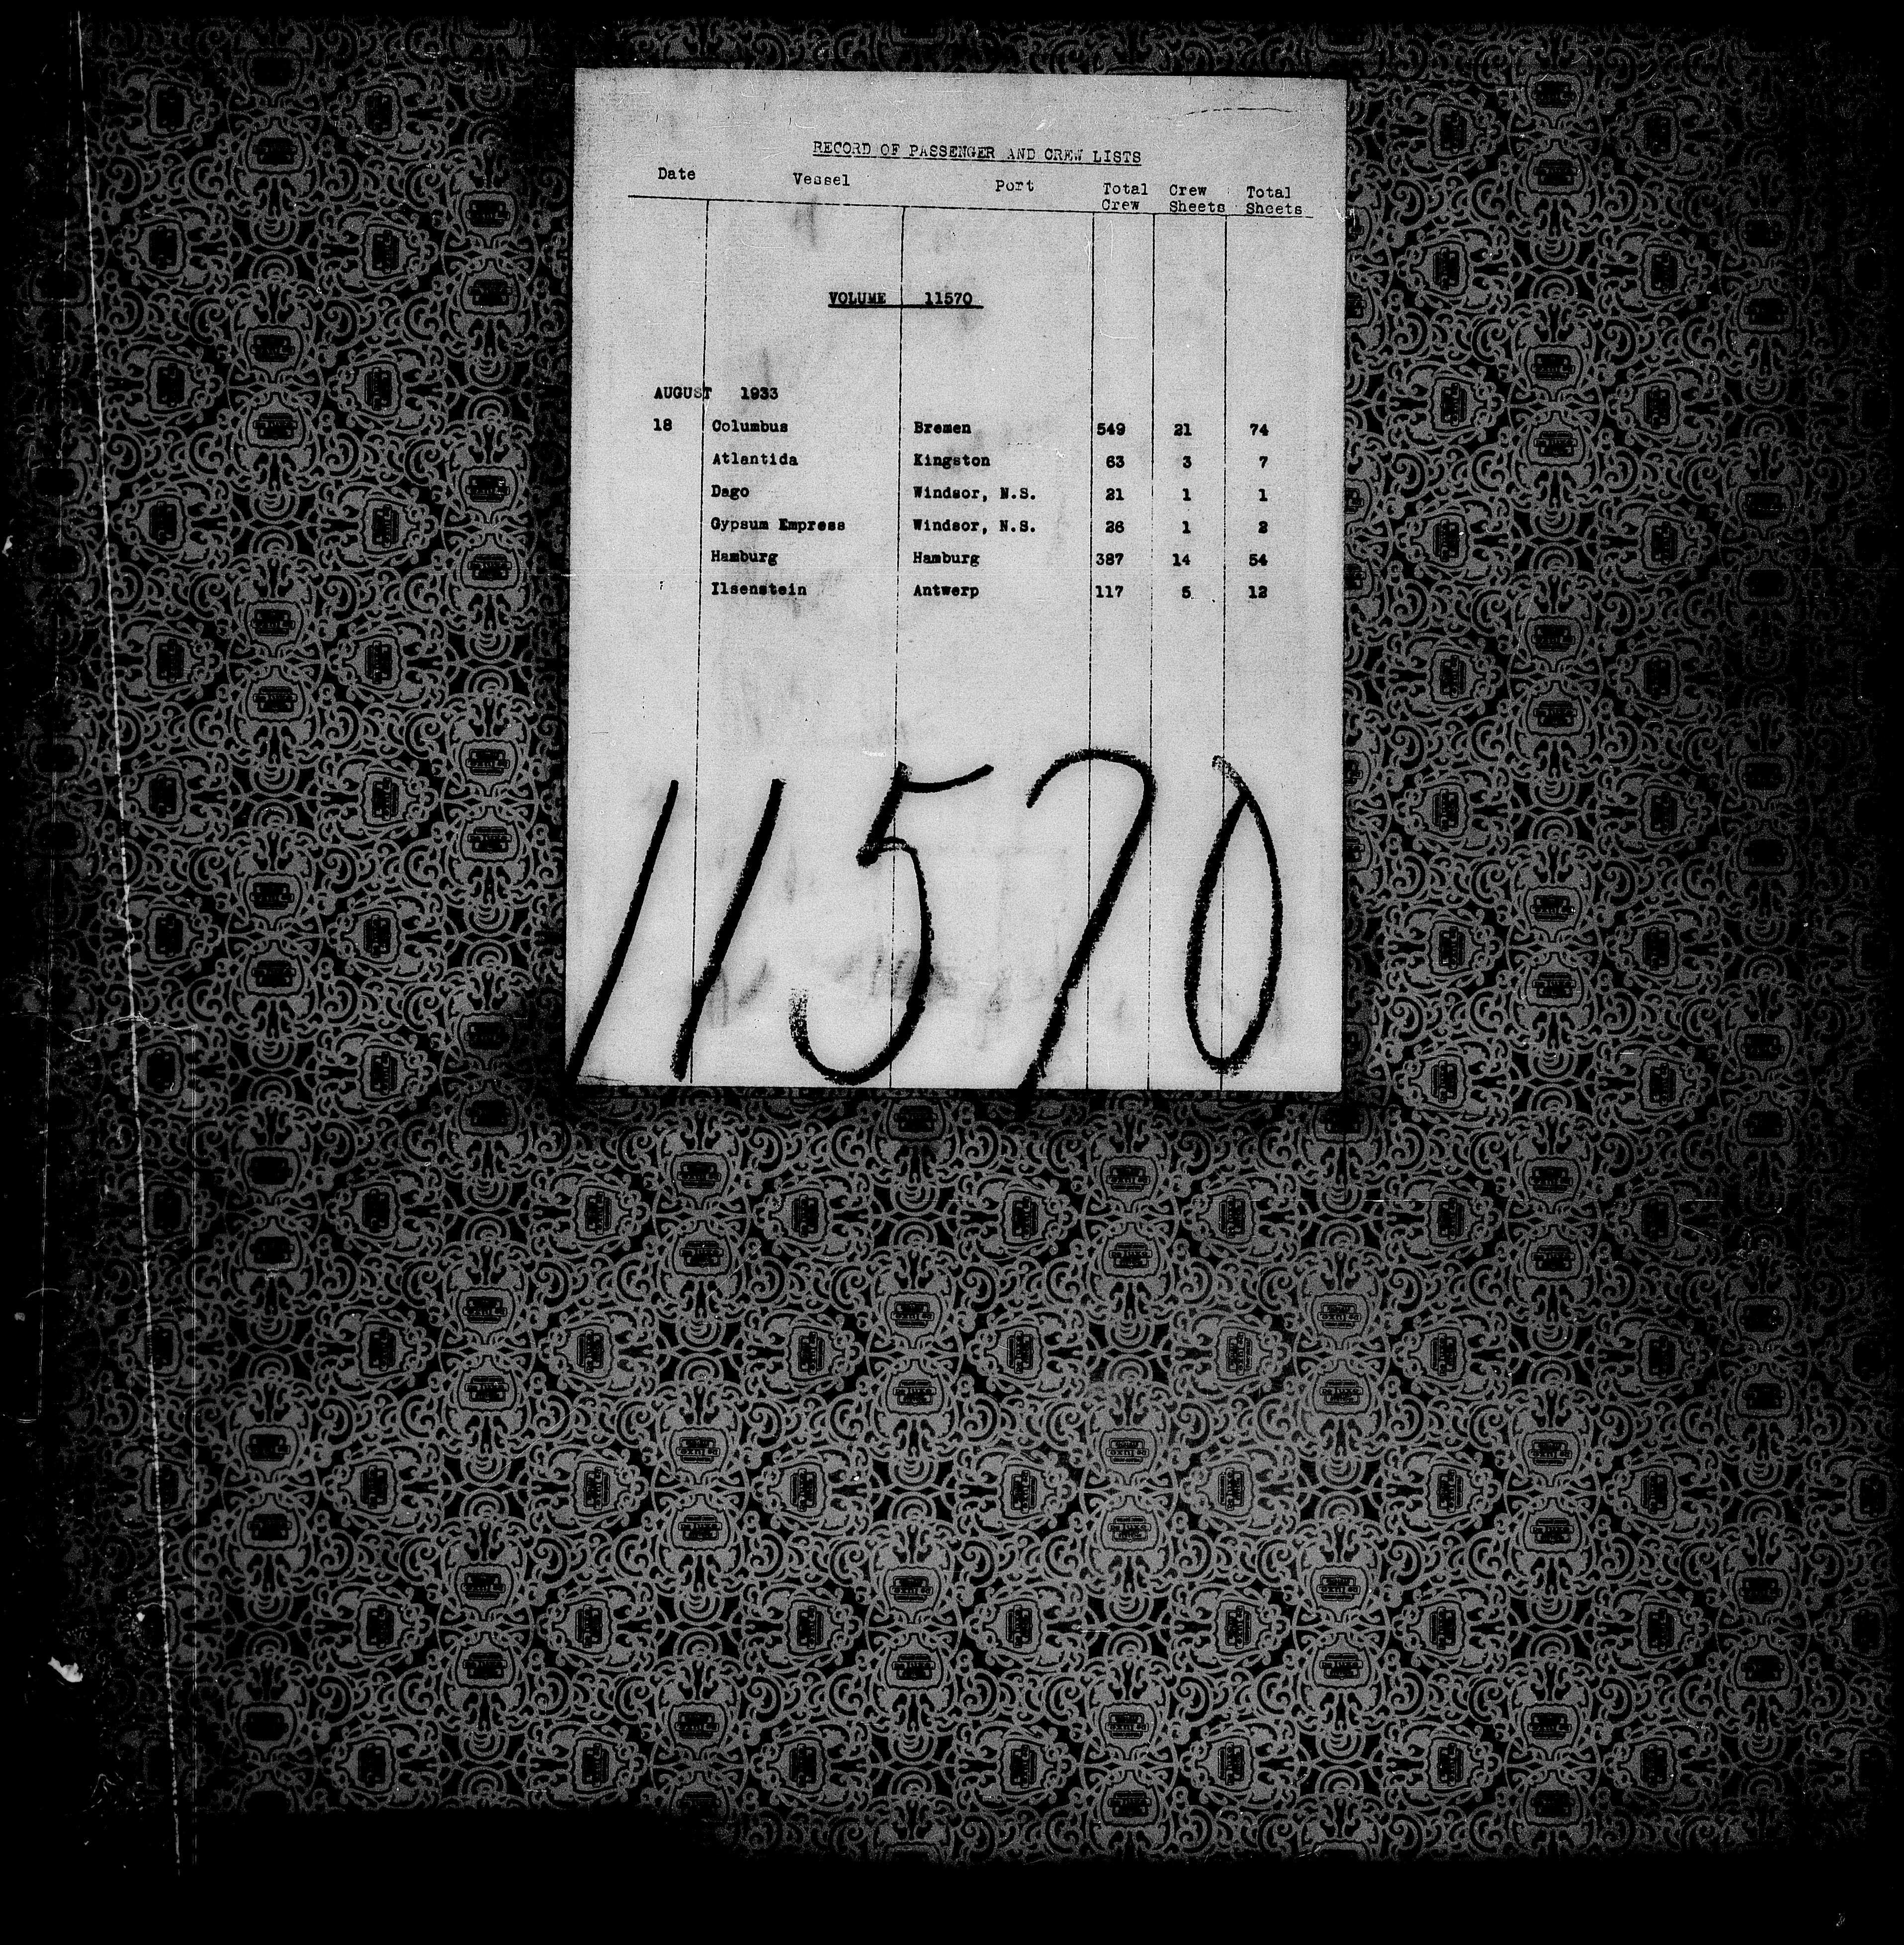 RECORD OF PASSENGER AND CREW LISTS
Date Vessel Port Total Crew Crew Sheets Total Sheets
VOLUME 11570
AUGUST 1933
18 Columbus Bremen 549 21 74
Atlantida Kingston 63 3 7
Dago Windsor, N.S. 21 1 1
Gypsum Empress Windsor, N.S. 26 1 2
Hamburg Hamburg 387 14 54
Ilsenstein Antwerp 117 5 12
11570